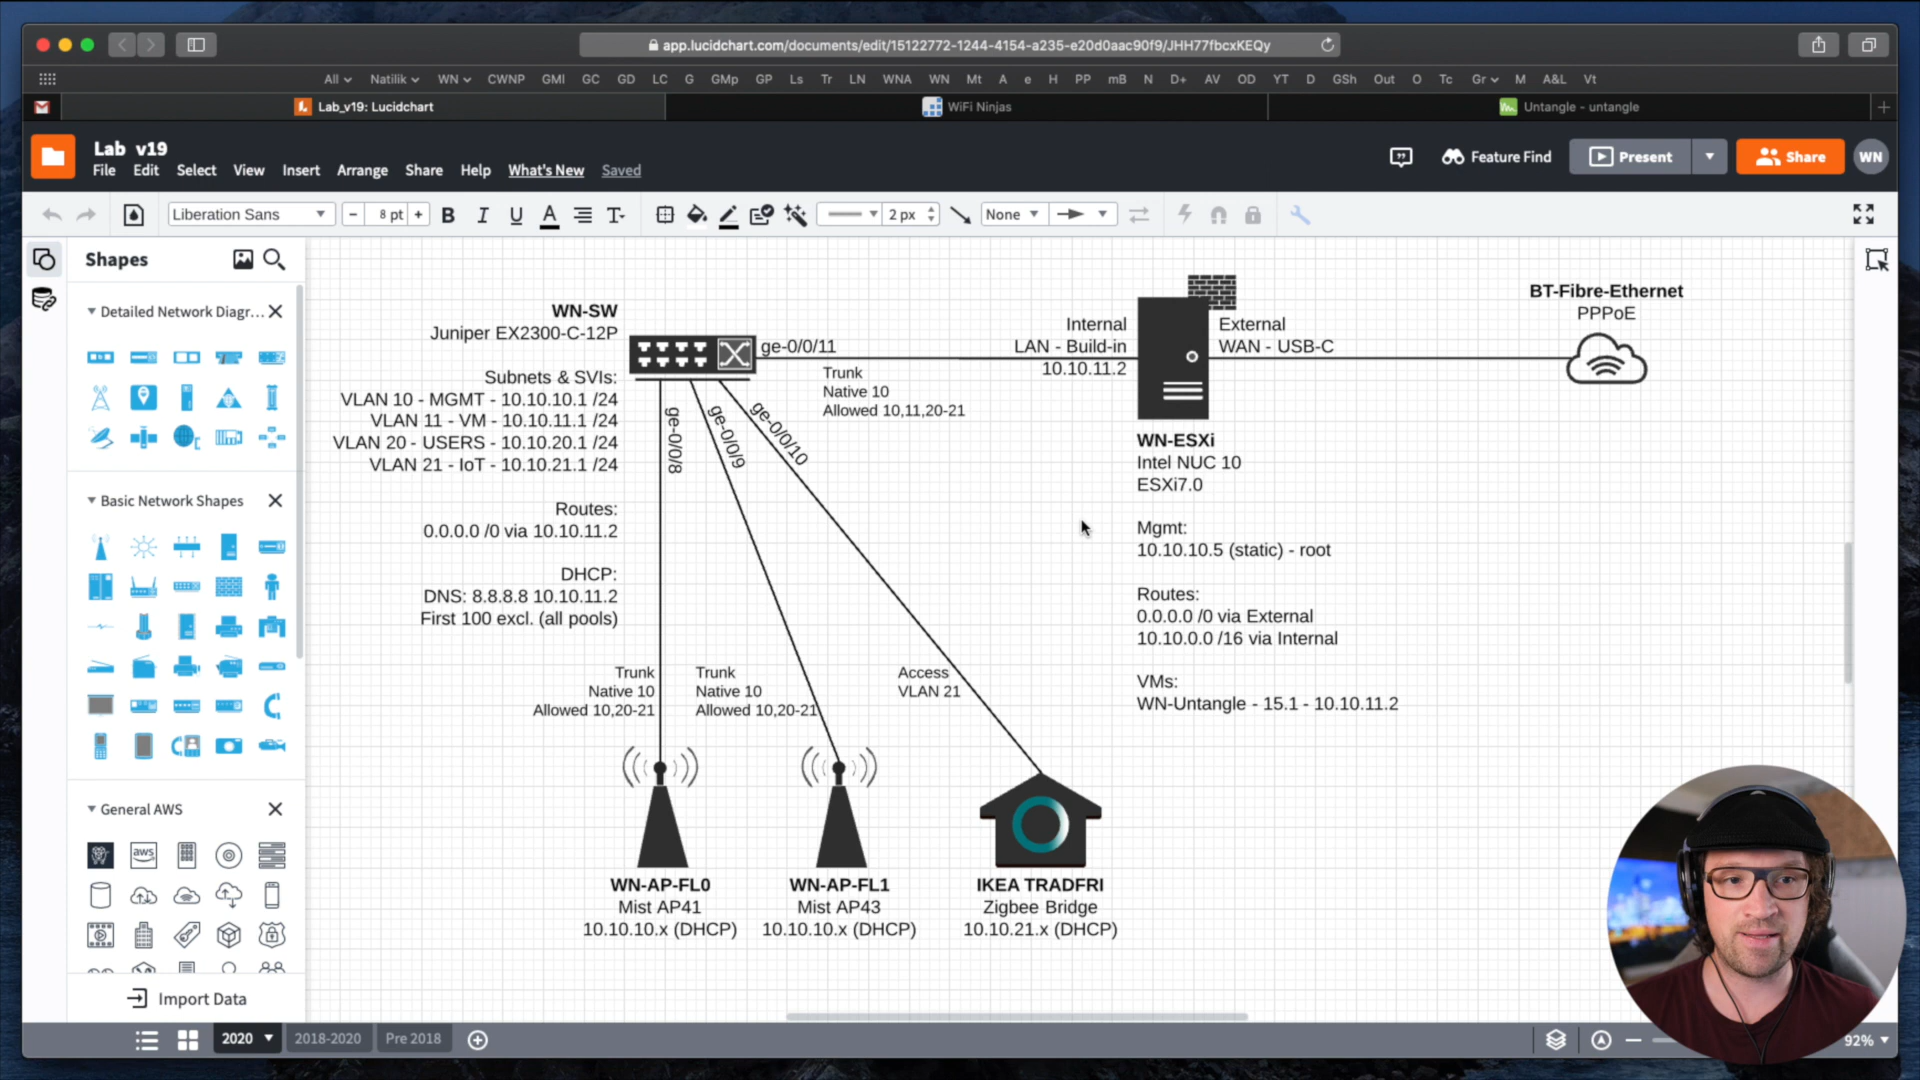 app.lucidchart.com/documents/edit/15122772-1244-4154-a235-e20d0aac90f9/JHH77fbcxKEQy
All Natilik WN CWNP GMI GC GD LC G GMp GP Ls Tr LN WNA WN Mt A e H PP mB N D+ AV OD YT D GSh Out O Tc Gr M A&L Vt
Lab_v19: Lucidchart
WiFi Ninjas
Untangle - untangle
Lab v19
File Edit Select View Insert Arrange Share Help What's New Saved
Feature Find
Present
Share
WN
Liberation Sans
8 pt
B I U A T
2 px
None
Shapes
Detailed Network Diagr...
Basic Network Shapes
General AWS
aws
Import Data
WN-SW
Juniper EX2300-C-12P
Subnets & SVIs:
VLAN 10 - MGMT - 10.10.10.1 /24
VLAN 11 - VM - 10.10.11.1 /24
VLAN 20 - USERS - 10.10.20.1 /24
VLAN 21 - IoT - 10.10.21.1 /24
Routes:
0.0.0.0 /0 via 10.10.11.2
DHCP:
DNS: 8.8.8.8 10.10.11.2
First 100 excl. (all pools)
ge-0/0/11
Trunk
Native 10
Allowed 10,11,20-21
ge-0/0/8
ge-0/0/9
ge-0/0/10
Internal
LAN - Build-in
10.10.11.2
External
WAN - USB-C
BT-Fibre-Ethernet
PPPoE
WN-ESXi
Intel NUC 10
ESXi7.0
Mgmt:
10.10.10.5 (static) - root
Routes:
0.0.0.0 /0 via External
10.10.0.0 /16 via Internal
VMs:
WN-Untangle - 15.1 - 10.10.11.2
Trunk
Native 10
Allowed 10,20-21
Trunk
Native 10
Allowed 10,20-21
Access
VLAN 21
WN-AP-FL0
Mist AP41
10.10.10.x (DHCP)
WN-AP-FL1
Mist AP43
10.10.10.x (DHCP)
IKEA TRADFRI
Zigbee Bridge
10.10.21.x (DHCP)
2020
2018-2020
Pre 2018
92%